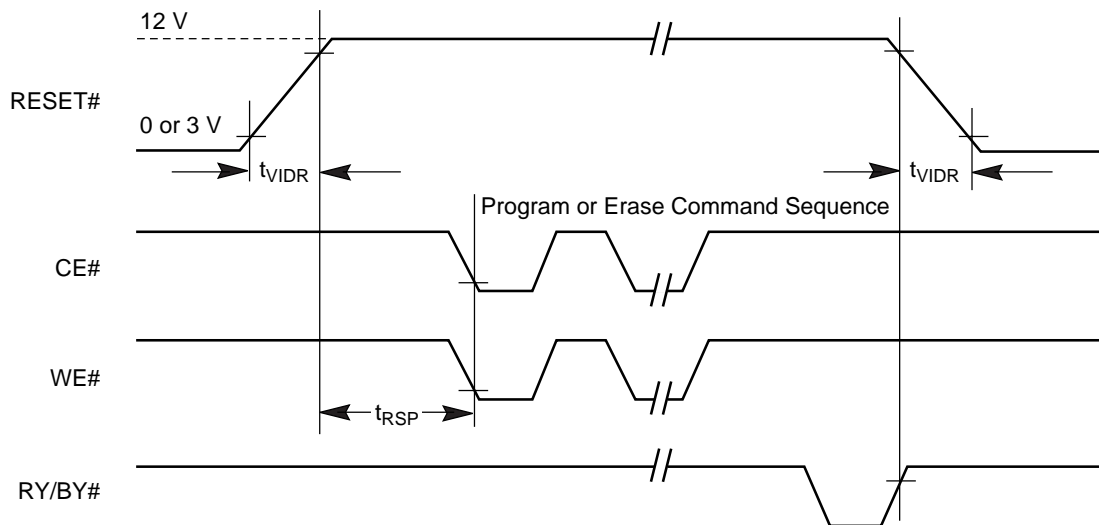 12 V
RESET#
0 or 3 V
tVIDR
tVIDR
Program or Erase Command Sequence
CE#
WE#
tRSP
RY/BY#